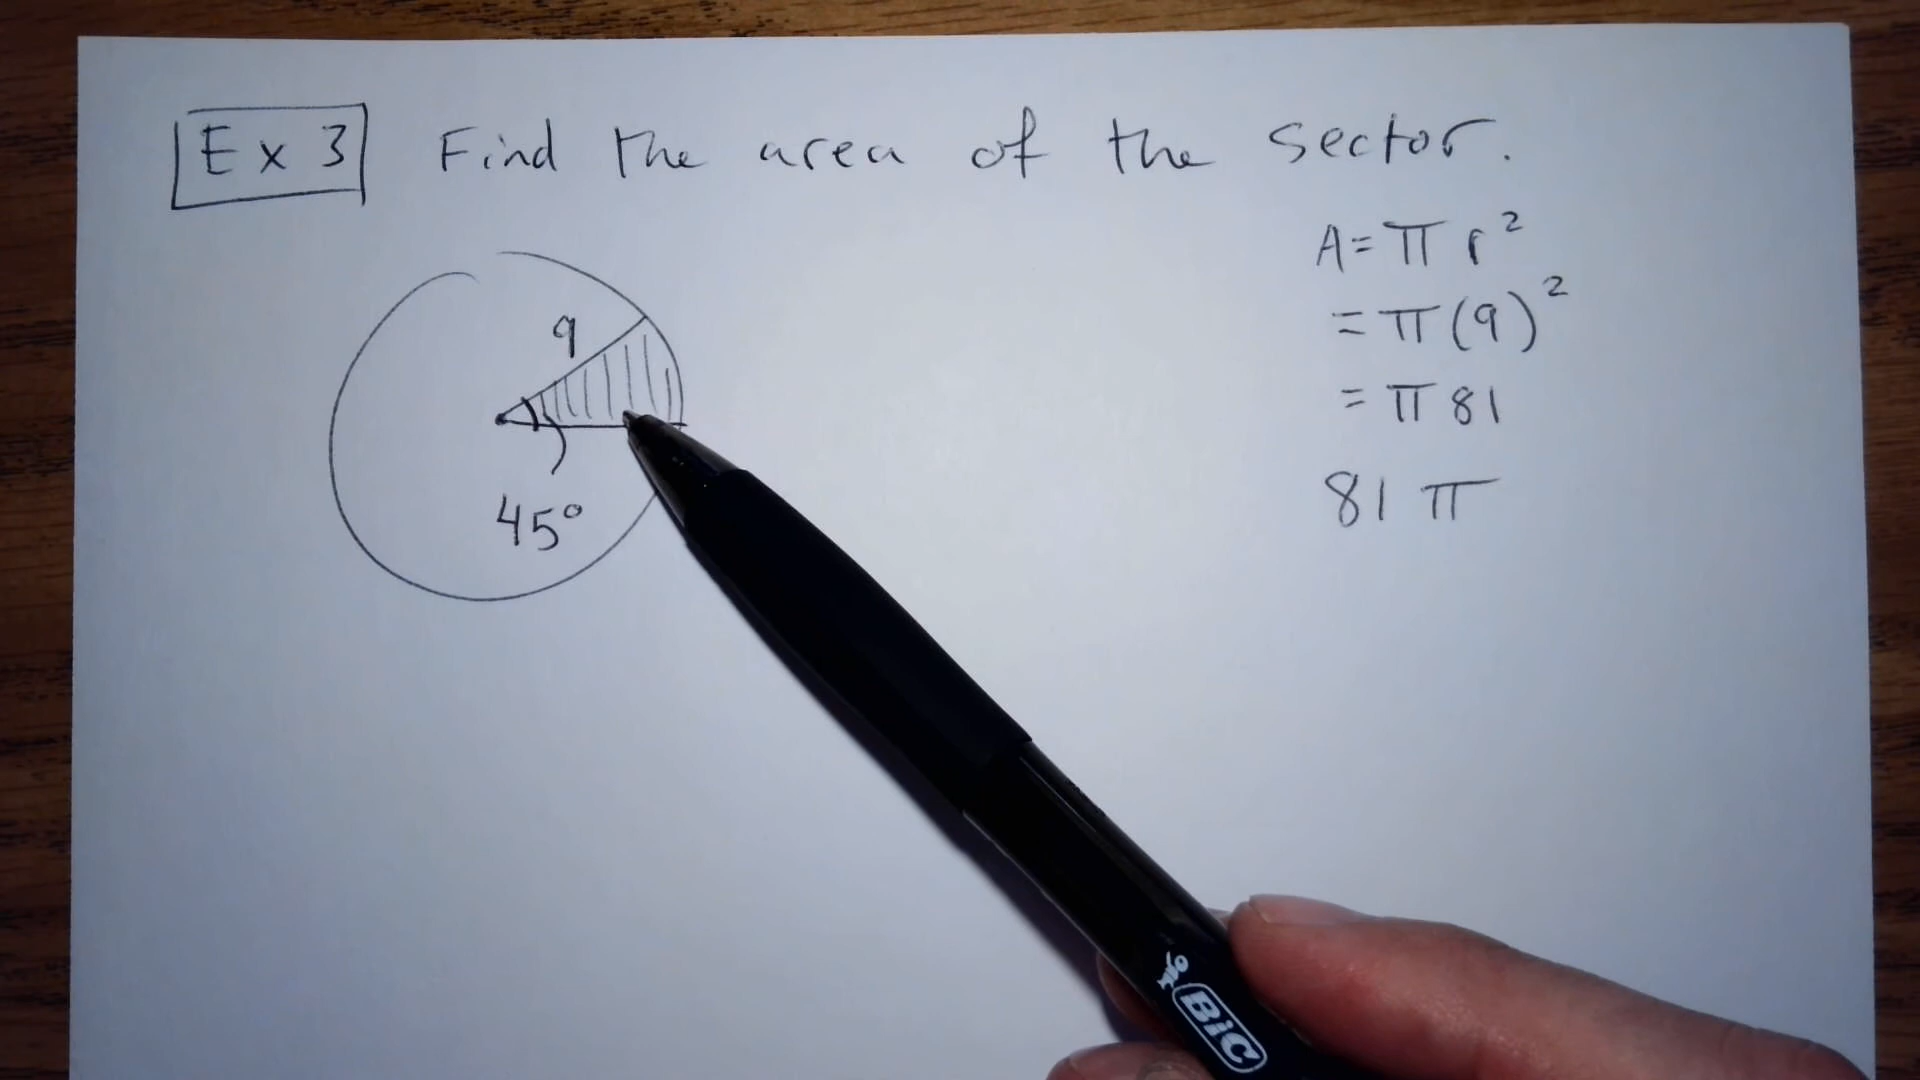 Ex 3 Find the area of the sector.
A = π r²
= π (9)²
= π 81
81 π
9
45°
BIC